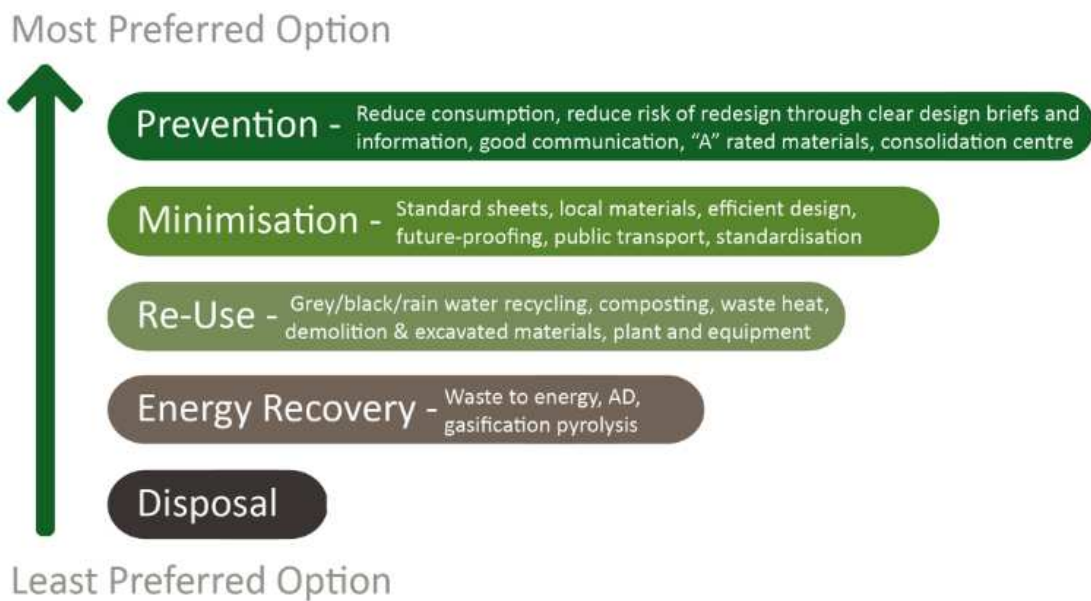 Most Preferred Option
Prevention - Reduce consumption, reduce risk of redesign through clear design briefs and
information, good communication, “A” rated materials, consolidation centre
Minimisation - Standard sheets, local materials, efficient design,
future-proofing, public transport, standardisation
Re-Use - Grey/black/rain water recycling, composting, waste heat,
demolition & excavated materials, plant and equipment
Energy Recovery - Waste to energy, AD,
gasification pyrolysis
Disposal
Least Preferred Option